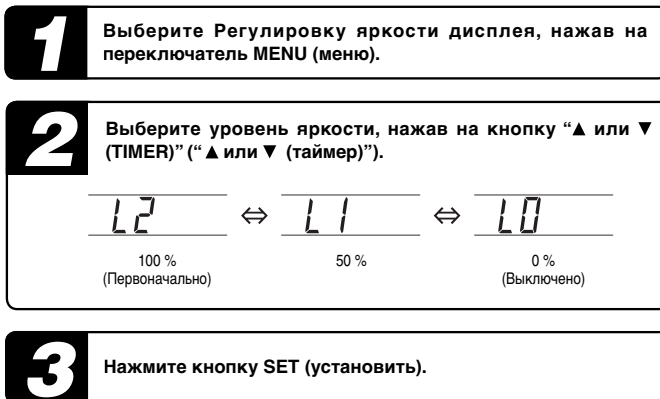 1
Выберите Регулировку яркости дисплея, нажав на
переключатель MENU (меню).
2
Выберите уровень яркости, нажав на кнопку “▲ или ▼
(TIMER)” (“▲ или ▼ (таймер)”).
L2 ⇔ L1 ⇔ L0
100 % 50 % 0 %
(Первоначально) (Выключено)
3
Нажмите кнопку SET (установить).